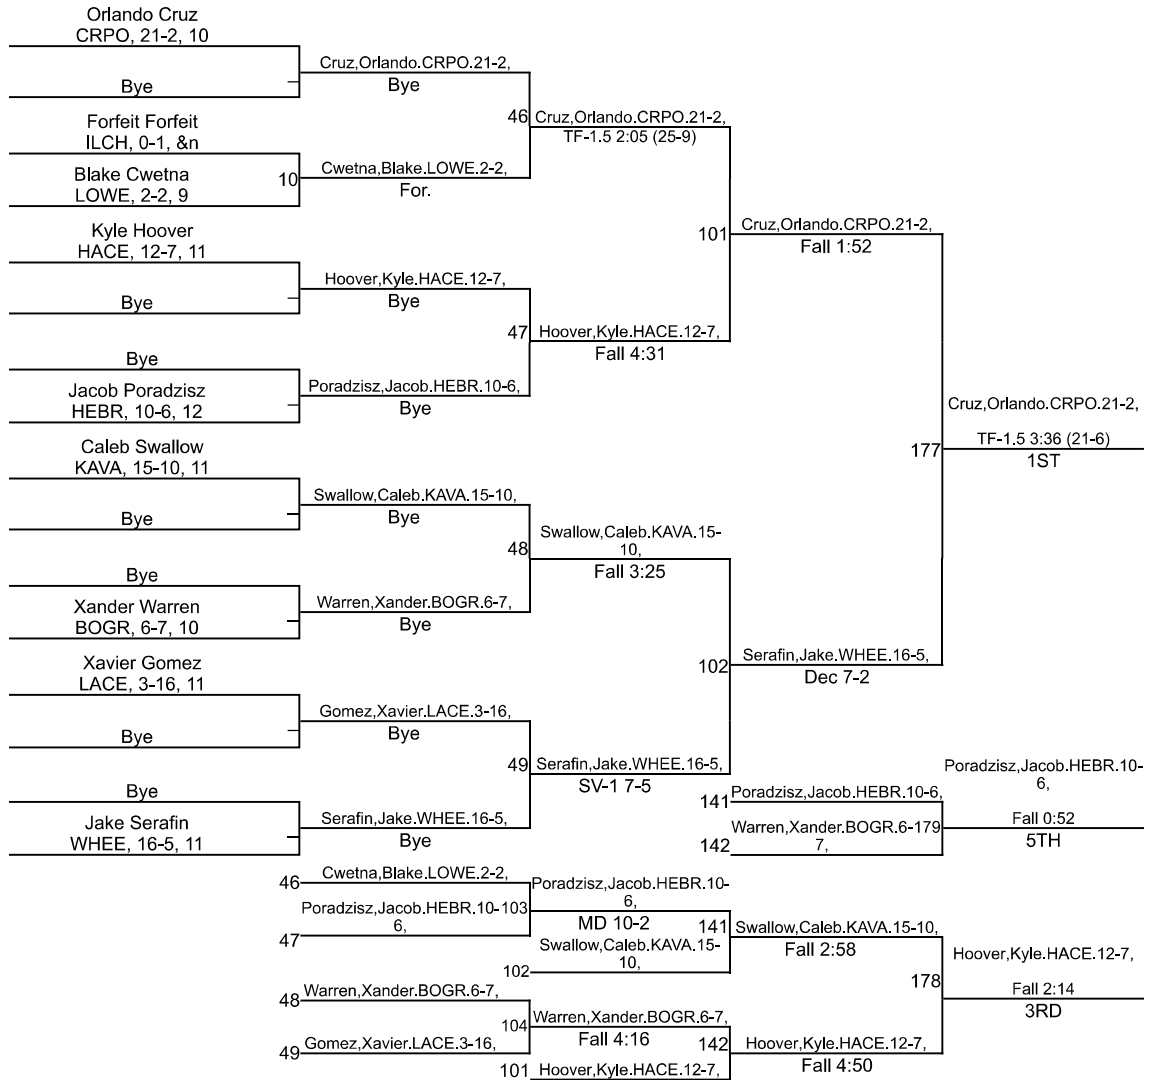 Orlando Cruz
CRPO, 21-2, 10
Bye
Forfeit Forfeit
ILCH, 0-1, &n
Blake Cwetna
LOWE, 2-2, 9
10
Kyle Hoover
HACE, 12-7, 11
Bye
Bye
Jacob Poradzisz
HEBR, 10-6, 12
Caleb Swallow
KAVA, 15-10, 11
Bye
Bye
Xander Warren
BOGR, 6-7, 10
Xavier Gomez
LACE, 3-16, 11
Bye
Bye
Jake Serafin
WHEE, 16-5, 11
Cruz,Orlando.CRPO.21-2,
Bye
46
Cwetna,Blake.LOWE.2-2,
For.
Hoover,Kyle.HACE.12-7,
Bye
47
Poradzisz,Jacob.HEBR.10-6,
Bye
Swallow,Caleb.KAVA.15-10,
Bye
48
Warren,Xander.BOGR.6-7,
Bye
Gomez,Xavier.LACE.3-16,
Bye
49
Serafin,Jake.WHEE.16-5,
Bye
Cruz,Orlando.CRPO.21-2,
TF-1.5 2:05 (25-9)
101
Hoover,Kyle.HACE.12-7,
Fall 4:31
Swallow,Caleb.KAVA.15-
10,
Fall 3:25
102
Serafin,Jake.WHEE.16-5,
SV-1 7-5
Cruz,Orlando.CRPO.21-2,
Fall 1:52
177
Serafin,Jake.WHEE.16-5,
Dec 7-2
Cruz,Orlando.CRPO.21-2,
TF-1.5 3:36 (21-6)
1ST
141
Poradzisz,Jacob.HEBR.10-6,
142
Warren,Xander.BOGR.6-179
7,
Poradzisz,Jacob.HEBR.10-
6,
Fall 0:52
5TH
46
Cwetna,Blake.LOWE.2-2,
47
Poradzisz,Jacob.HEBR.10-103
6,
Poradzisz,Jacob.HEBR.10-
6,
MD 10-2
141
102
Swallow,Caleb.KAVA.15-
10,
Swallow,Caleb.KAVA.15-10,
Fall 2:58
48
Warren,Xander.BOGR.6-7,
104
49
Gomez,Xavier.LACE.3-16,
Warren,Xander.BOGR.6-7,
Fall 4:16
142
101
Hoover,Kyle.HACE.12-7,
Hoover,Kyle.HACE.12-7,
Fall 4:50
178
Hoover,Kyle.HACE.12-7,
Fall 2:14
3RD